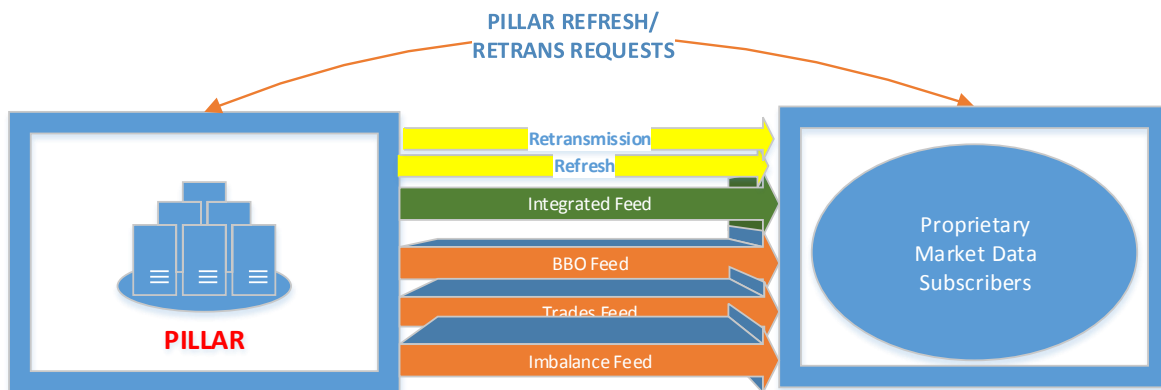 PILLAR REFRESH/
RETRANS REQUESTS
Retransmission
Refresh
Integrated Feed
BBO Feed
Trades Feed
Imbalance Feed
PILLAR
Proprietary
Market Data
Subscribers